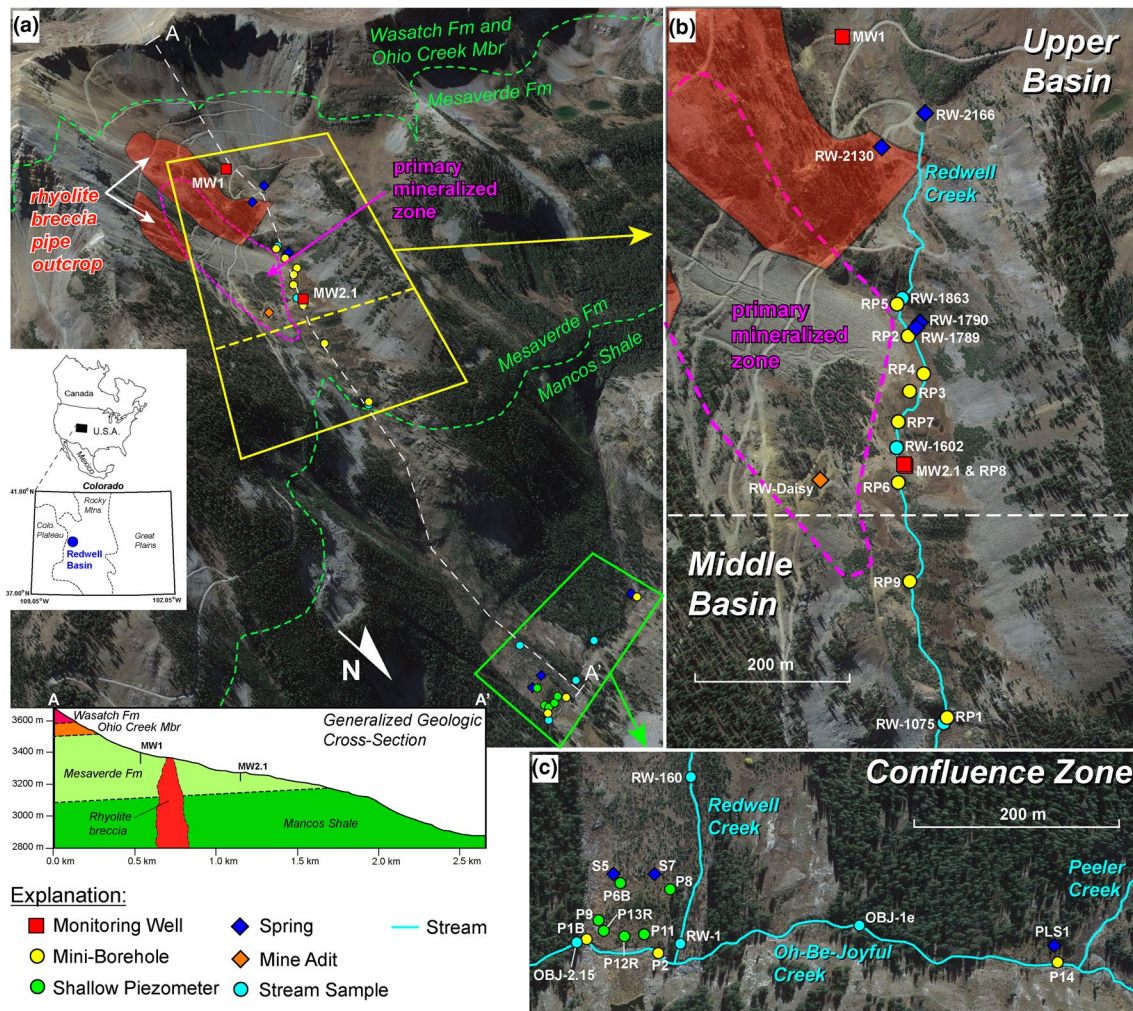 (a)
A
Wasatch Fm and
Ohio Creek Mbr
Mesaverde Fm
MW1
primary
mineralized
zone
rhyolite
breccia
pipe
outcrop
MW2.1
Mesaverde Fm
Mancos Shale
Canada
U.S.A.
Mexico
Colorado
41.00°N
Rocky
Mtns.
Colo.
Plateau
Great
Plains
Redwell
Basin
37.00°N
109.05°W
102.05°W
N
A'
A
A'
3600 m
3400 m
3200 m
3000 m
2800 m
Wasatch Fm
Ohio Creek Mbr
MW1
MW2.1
Mesaverde Fm
Rhyolite
breccia
Mancos Shale
Generalized Geologic
Cross-Section
0.0 km
0.5 km
1.0 km
1.5 km
2.0 km
2.5 km
Explanation:
Monitoring Well
Spring
Stream
Mini-Borehole
Mine Adit
Shallow Piezometer
Stream Sample
(b)
MW1
Upper
Basin
RW-2166
RW-2130
Redwell
Creek
RW-1863
RP5
RW-1790
primary
mineralized
zone
RP2
RW-1789
RP4
RP3
RP7
RW-1602
MW2.1 & RP8
RW-Daisy
RP6
Middle
Basin
RP9
200 m
RP1
RW-1075
(c)
RW-160
Confluence Zone
Redwell
Creek
200 m
S5
S7
P8
P6B
Peeler
Creek
P9
P13R
P11
P1B
RW-1
OBJ-1e
PLS1
OBJ-2.15
P12R
P2
Oh-Be-Joyful
Creek
P14